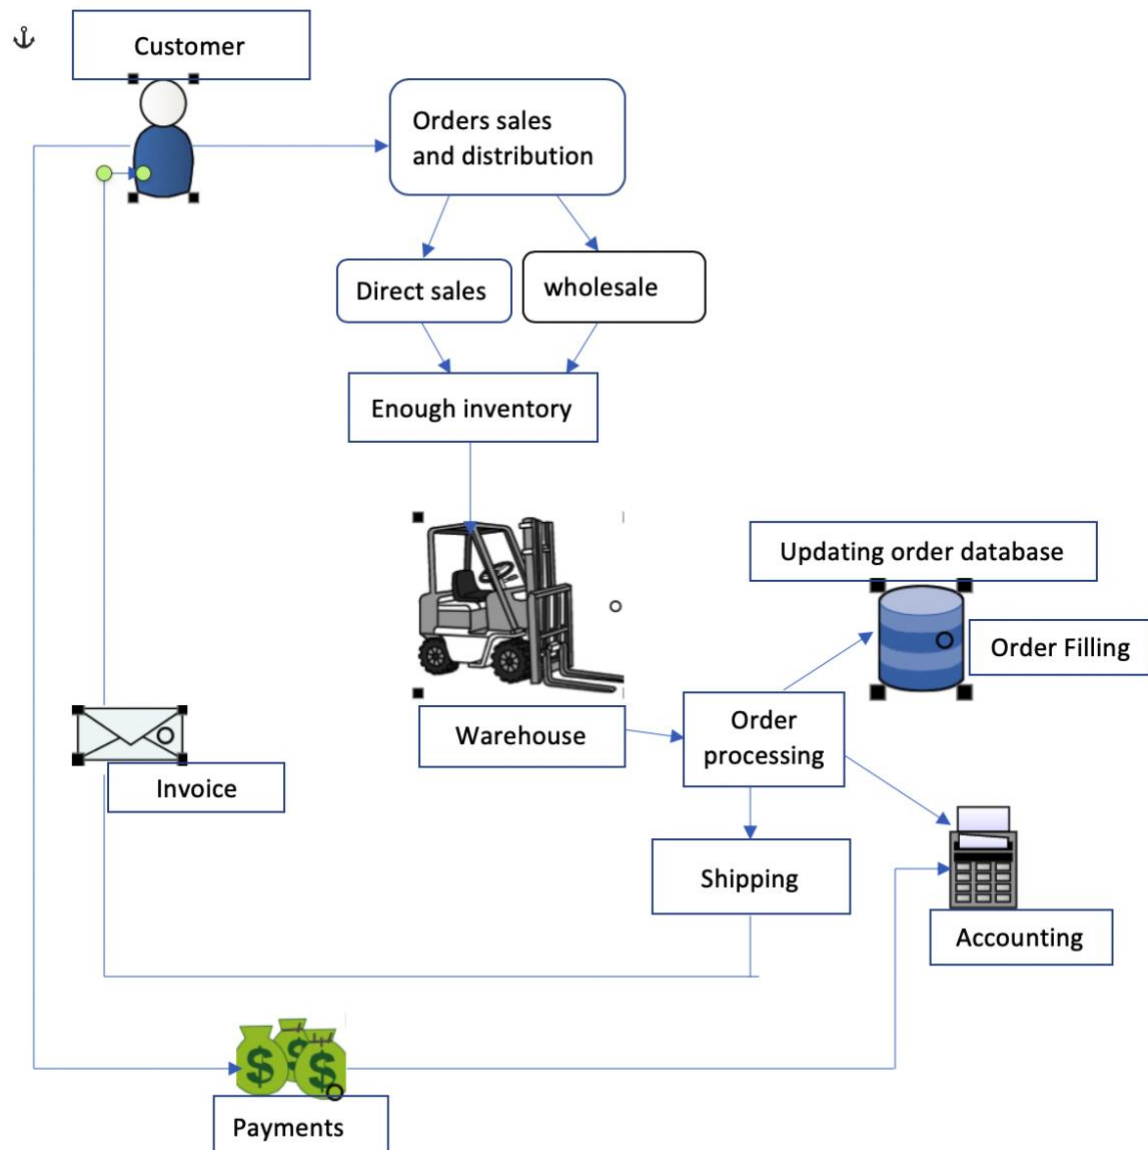 Customer
Orders sales
and distribution
Direct sales
wholesale
Enough inventory
Updating order database
Order Filling
Warehouse
Order
processing
Invoice
Shipping
Accounting
$ $ $
Payments